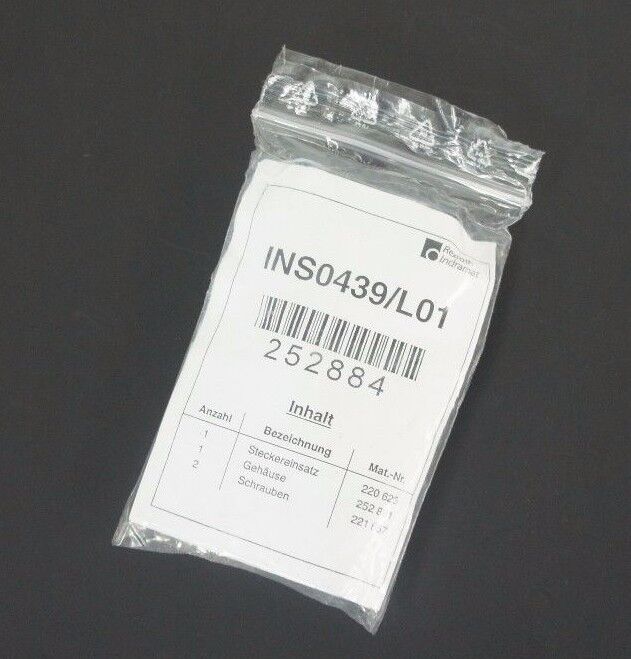 Rexroth
Indramat
INS0439/L01
252884
Inhalt
Anzahl Bezeichnung Mat.-Nr.
1 Steckereinsatz
1 Gehäuse
2 Schrauben